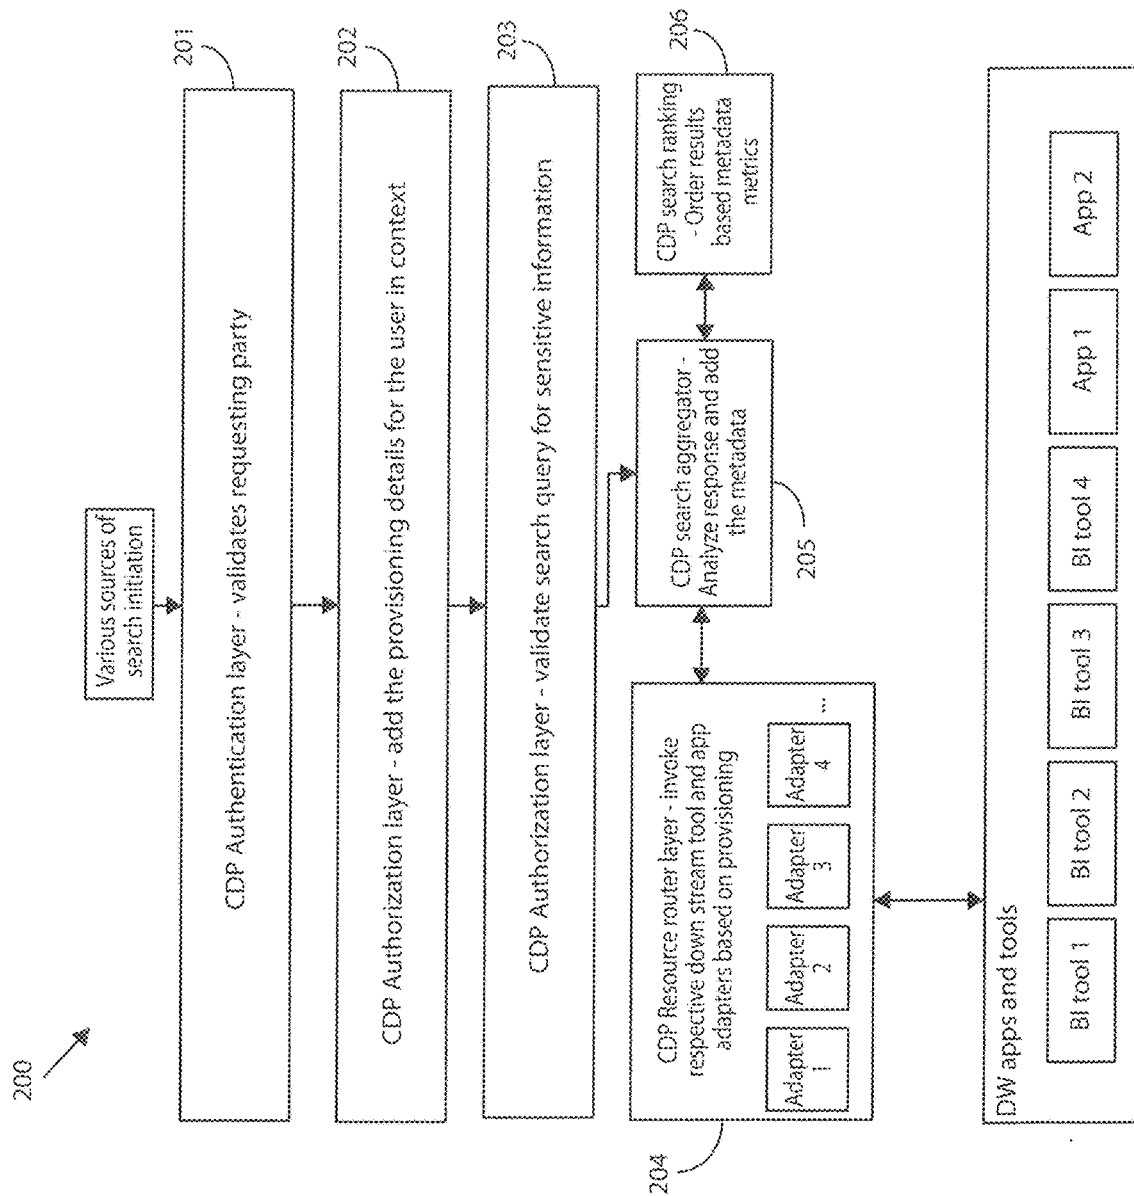 200
Various sources of
search initiation
201
CDP Authentication layer - validates requesting party
202
CDP Authorization layer - add the provisioning details for the user in context
203
CDP Authorization layer - validate search query for sensitive information
204
CDP Resource router layer - invoke
respective down stream tool and app
adapters based on provisioning
Adapter
1
Adapter
2
Adapter
3
Adapter
4
...
205
CDP search aggregator -
Analyze response and add
the metadata
206
CDP search ranking
- Order results
based metadata
metrics
DW apps and tools
BI tool 1
BI tool 2
BI tool 3
BI tool 4
App 1
App 2